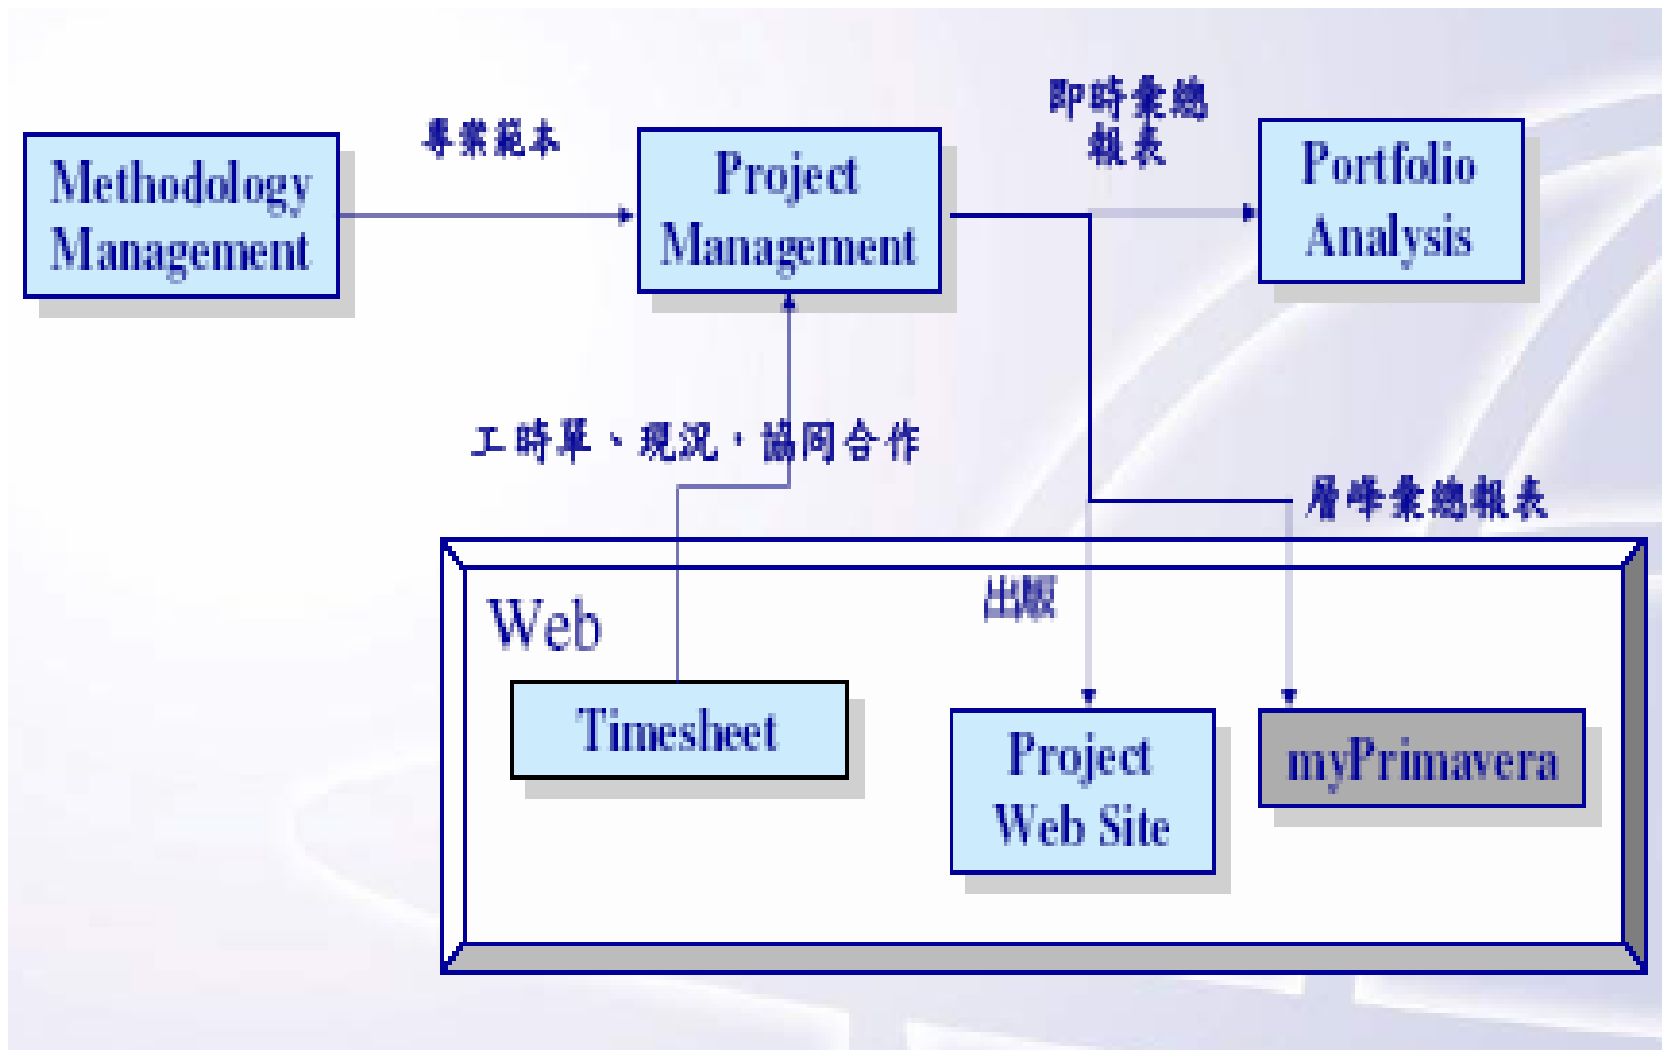 Methodology
Management
專業範本
Project
Management
即時彙總
報表
Portfolio
Analysis
工時單、現況,協同合作
層峰彙總報表
Web
出版
Timesheet
Project
Web Site
myPrimavera